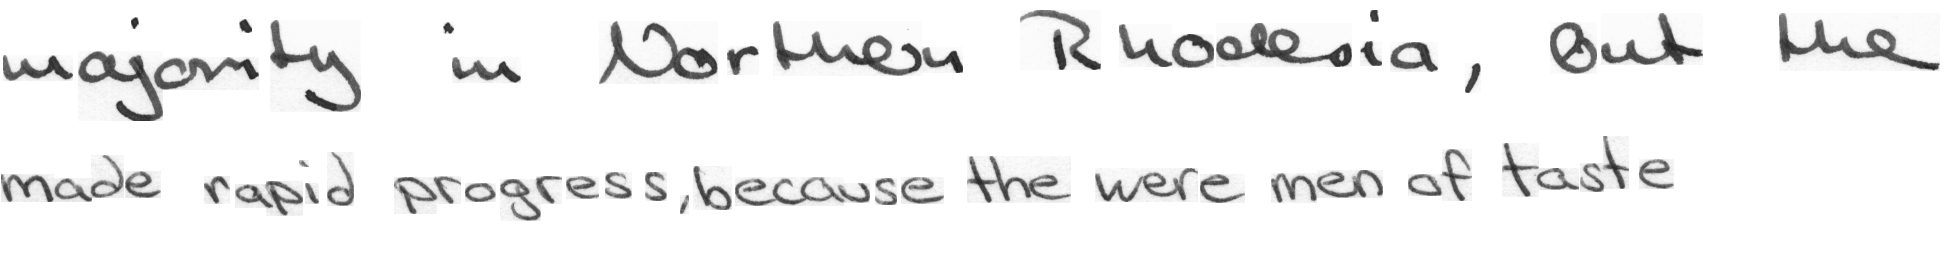 majority in Northern Rhodesia, but the
made rapid progress, because the were men of taste